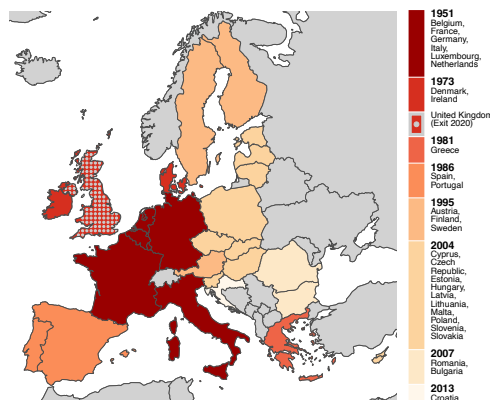 1951
Belgium,
France,
Germany,
Italy,
Luxembourg,
Netherlands
1973
Denmark,
Ireland
United Kingdom
(Exit 2020)
1981
Greece
1986
Spain,
Portugal
1995
Austria,
Finland,
Sweden
2004
Cyprus,
Czech
Republic,
Estonia,
Hungary,
Latvia,
Lithuania,
Malta,
Poland,
Slovenia,
Slovakia
2007
Romania,
Bulgaria
2013
Croatia